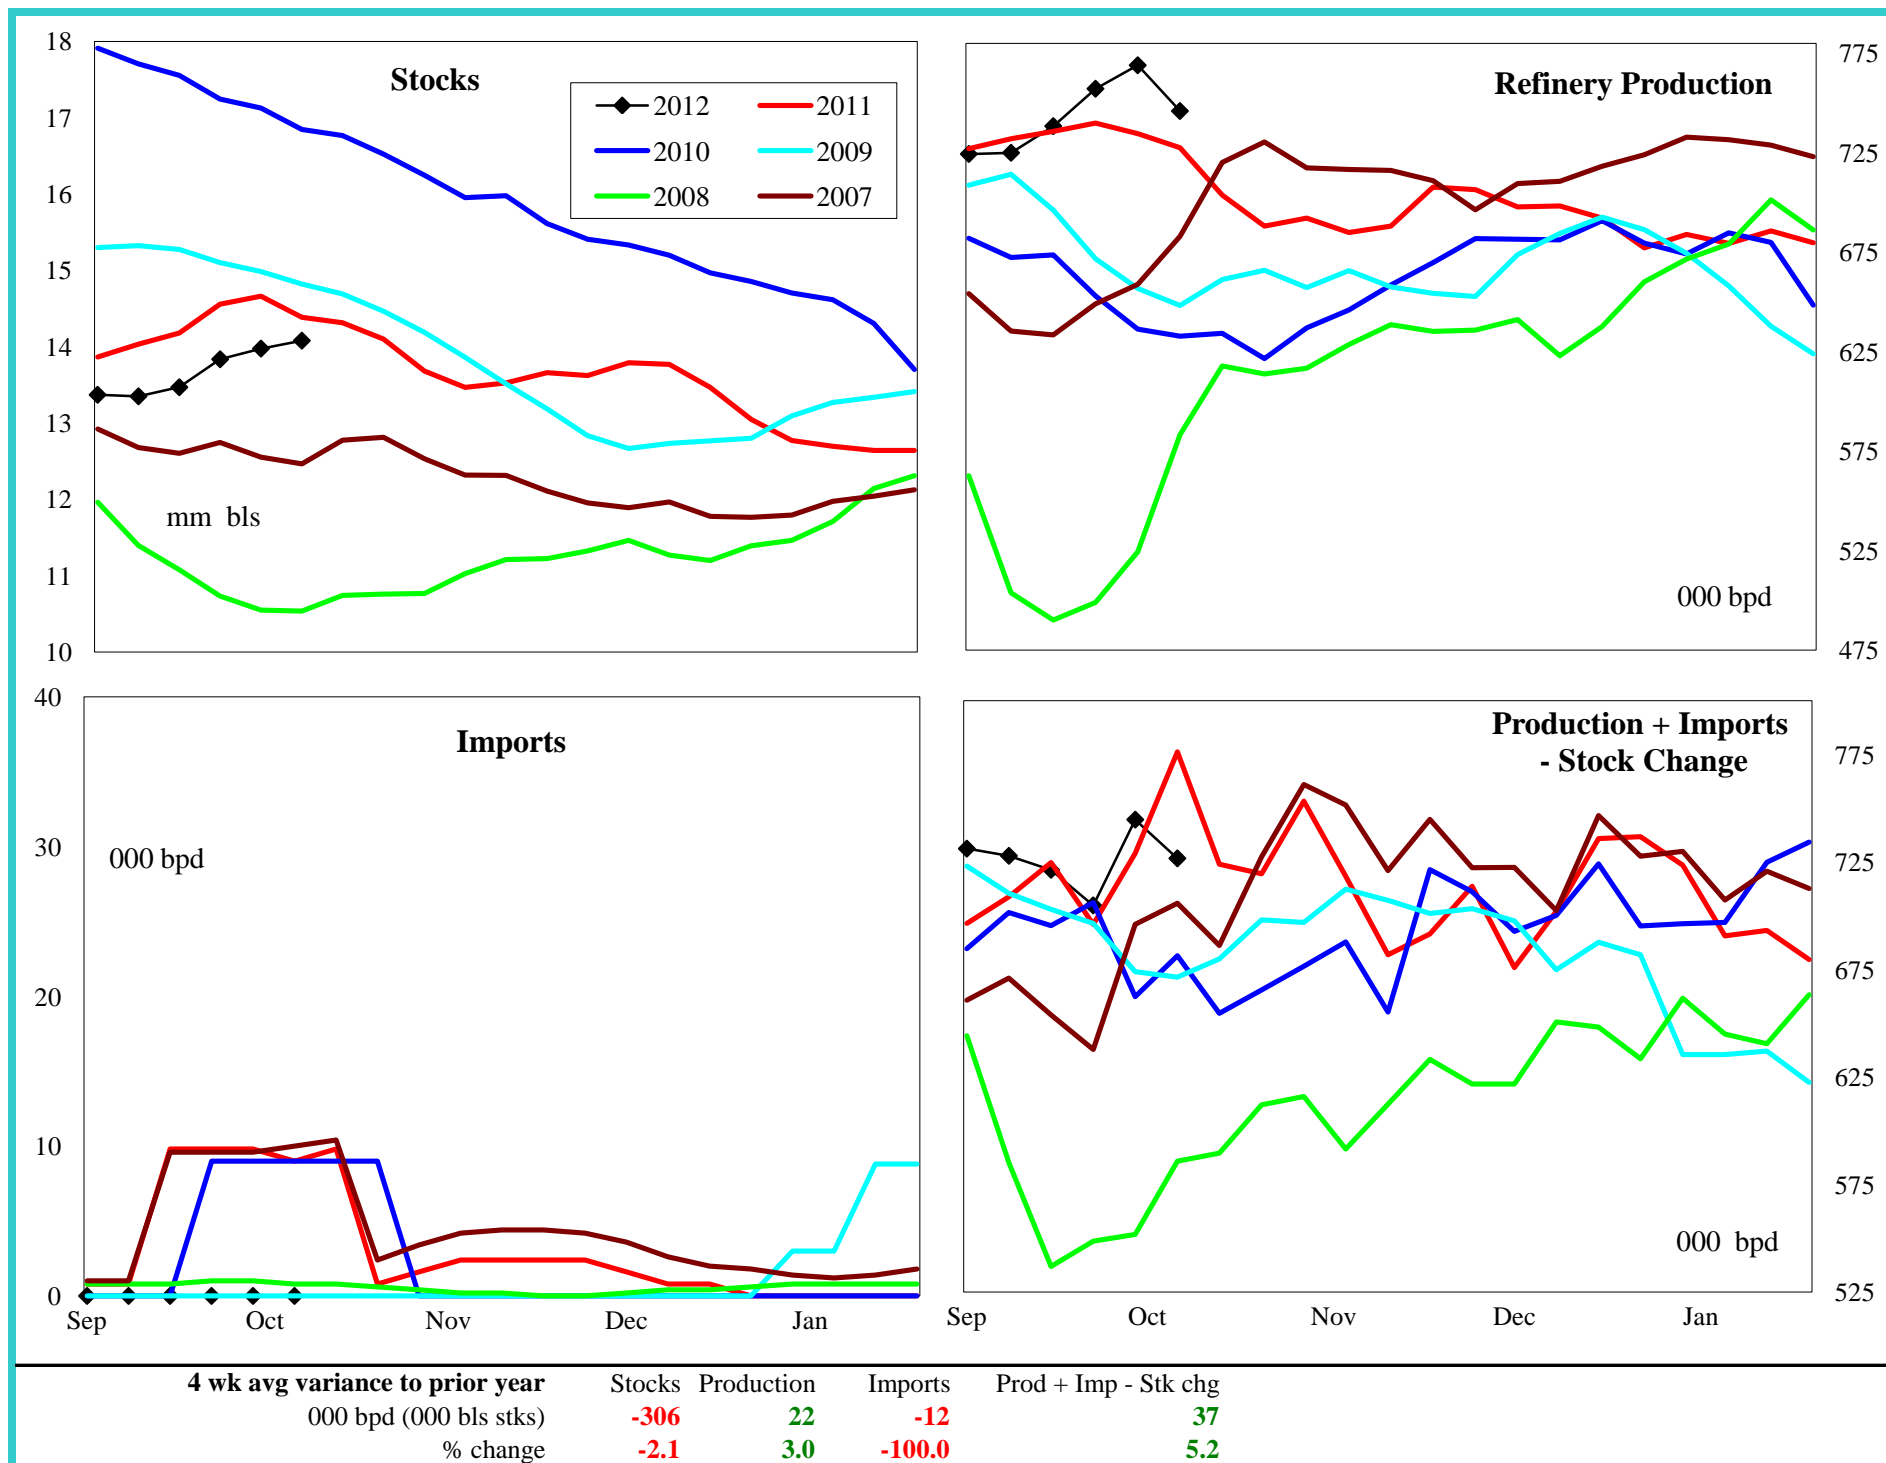 Stocks
18
17
16
15
14
13
12
11
10
2012 2011
2010 2009
2008 2007
mm bls
Refinery Production
775
725
675
625
575
525
475
000 bpd
Imports
40
30
20
10
0
000 bpd
Sep Oct Nov Dec Jan
Production + Imports
- Stock Change
775
725
675
625
575
525
000 bpd
Sep Oct Nov Dec Jan
4 wk avg variance to prior year Stocks Production Imports Prod + Imp - Stk chg
000 bpd (000 bls stks) -306 22 -12 37
% change -2.1 3.0 -100.0 5.2